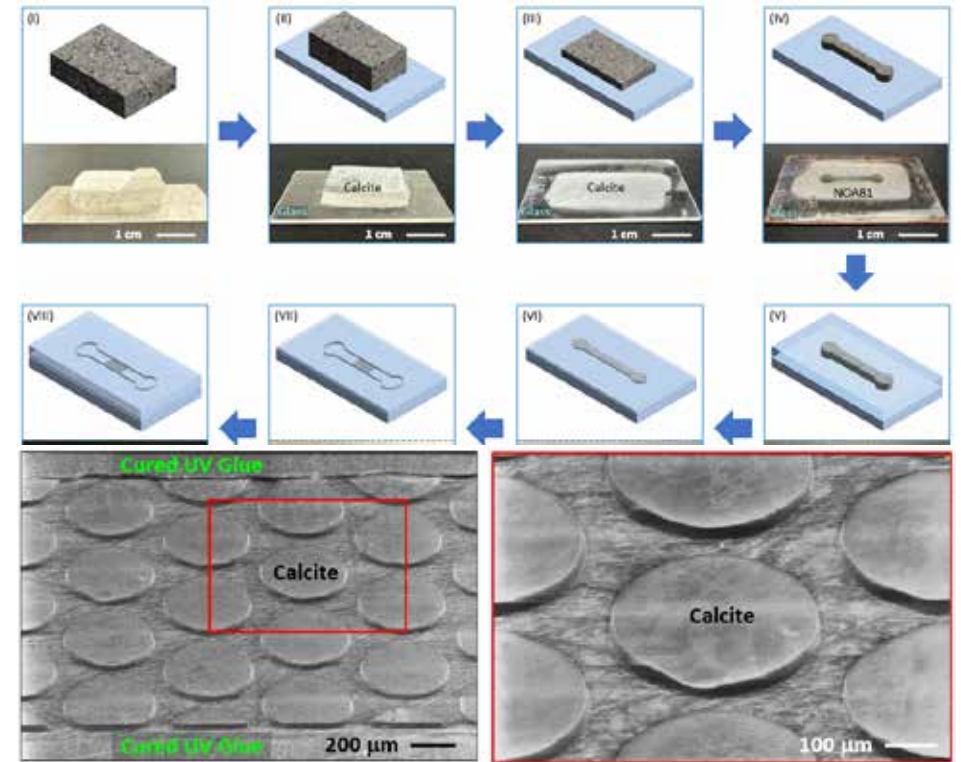 (I)
(II)
(III)
(IV)
1 cm
Calcite
Glass
1 cm
Calcite
1 cm
NOA81
1 cm
(VIII)
(VII)
(VI)
(V)
Cured UV Glue
Calcite
Cured UV Glue
200 μm
Calcite
100 μm